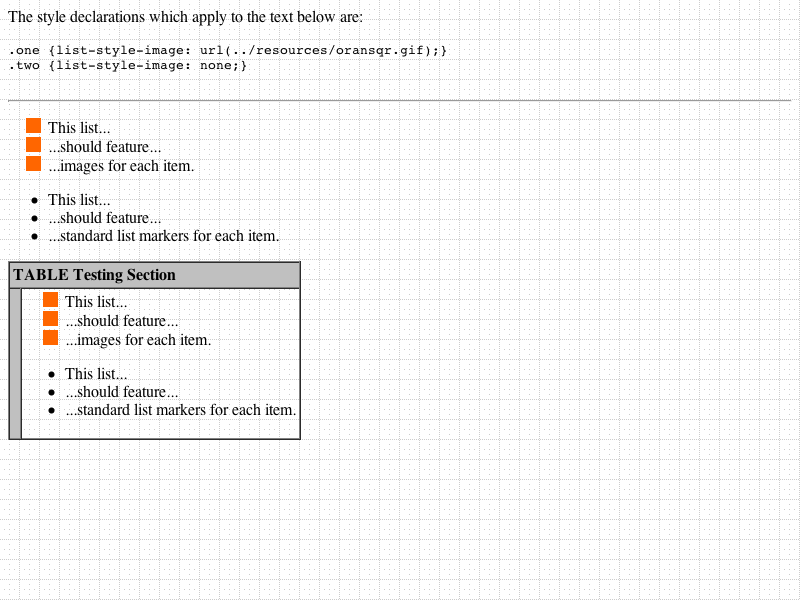 The style declarations which apply to the text below are:
.one {list-style-image: url(../resources/oransqr.gif);}
.two {list-style-image: none;}
This list...
...should feature...
...images for each item.
This list...
...should feature...
...standard list markers for each item.
TABLE Testing Section
This list...
...should feature...
...images for each item.
This list...
...should feature...
...standard list markers for each item.